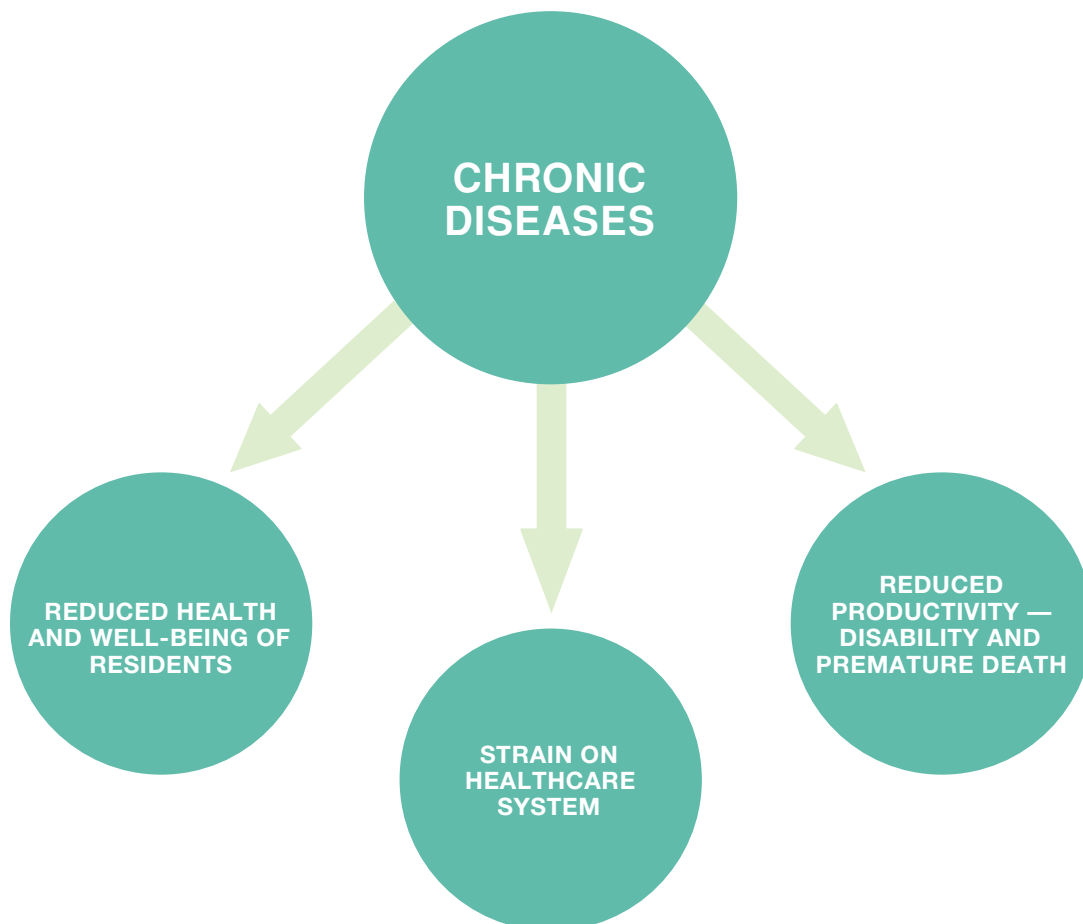 CHRONIC
DISEASES
REDUCED HEALTH
AND WELL-BEING OF
RESIDENTS
STRAIN ON
HEALTHCARE
SYSTEM
REDUCED
PRODUCTIVITY —
DISABILITY AND
PREMATURE DEATH